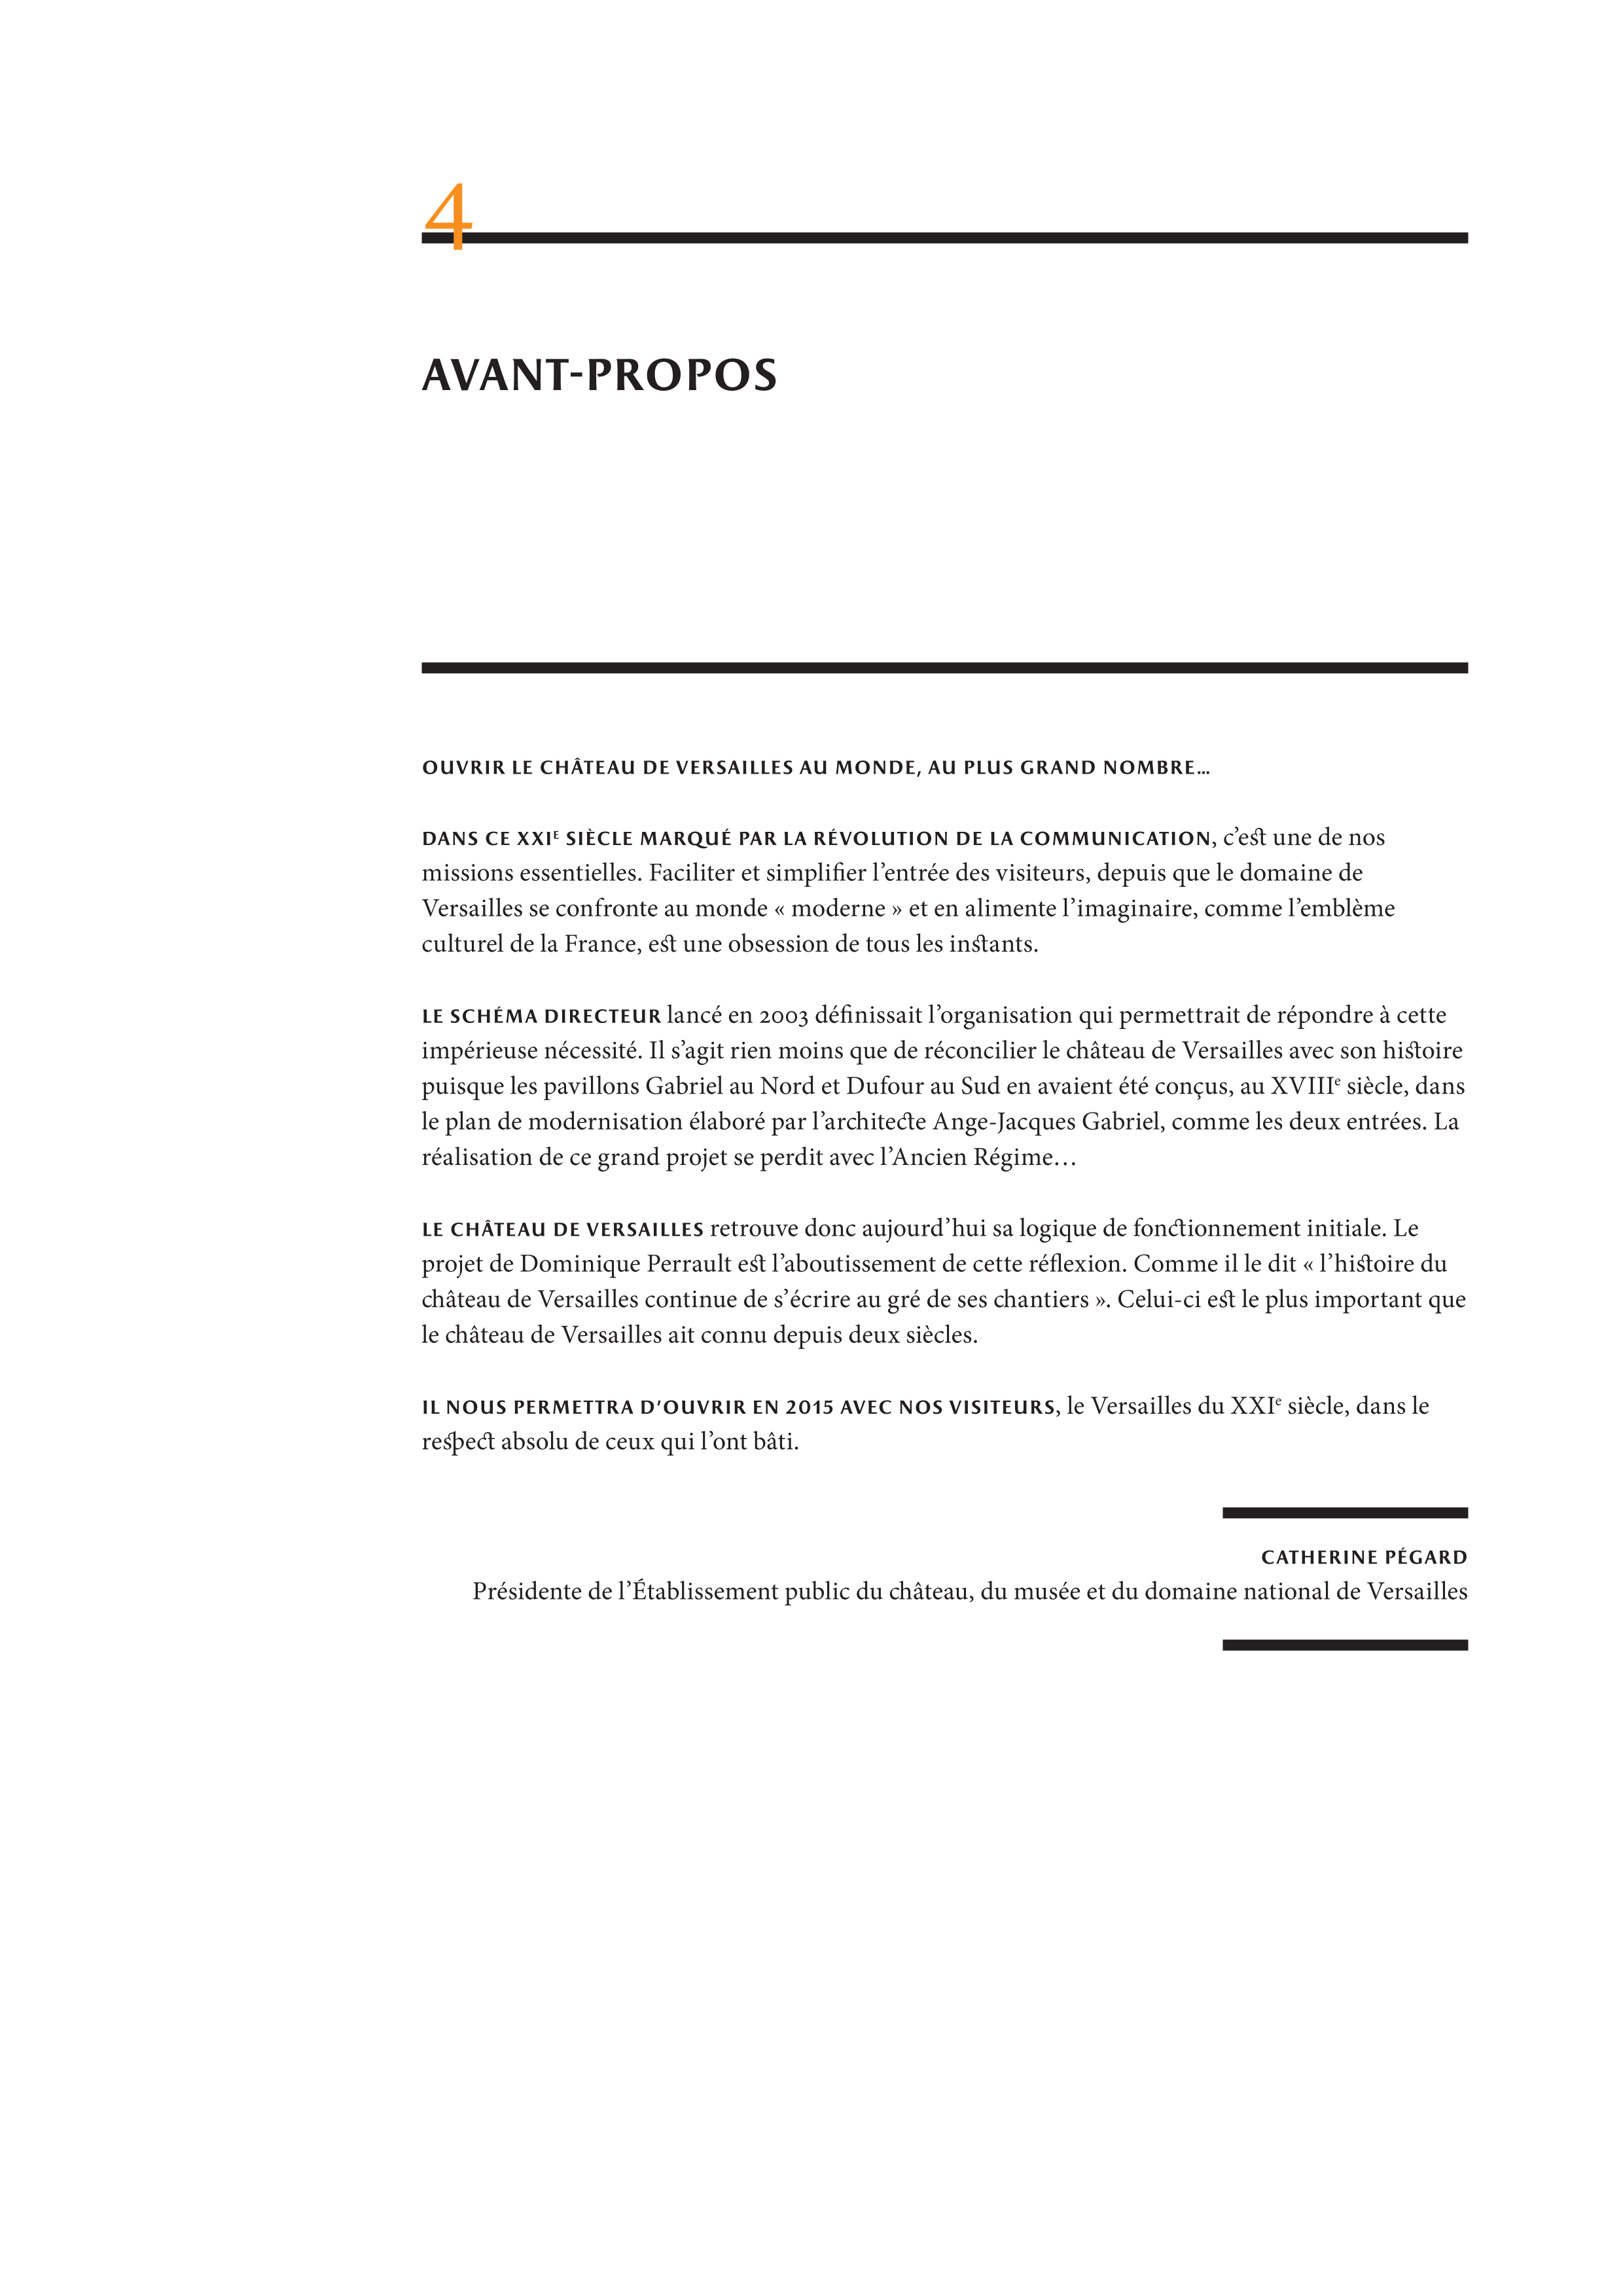 4
AVANT-PROPOS
OUVRIR LE CHÂTEAU DE VERSAILLES AU MONDE, AU PLUS GRAND NOMBRE…
DANS CE XXIE SIÈCLE MARQUÉ PAR LA RÉVOLUTION DE LA COMMUNICATION, c’est une de nos
missions essentielles. Faciliter et simplifier l’entrée des visiteurs, depuis que le domaine de
Versailles se confronte au monde « moderne » et en alimente l’imaginaire, comme l’emblème
culturel de la France, est une obsession de tous les instants.
LE SCHÉMA DIRECTEUR lancé en 2003 définissait l’organisation qui permettrait de répondre à cette
impérieuse nécessité. Il s’agit rien moins que de réconcilier le château de Versailles avec son histoire
puisque les pavillons Gabriel au Nord et Dufour au Sud en avaient été conçus, au XVIIIe siècle, dans
le plan de modernisation élaboré par l’architecte Ange-Jacques Gabriel, comme les deux entrées. La
réalisation de ce grand projet se perdit avec l’Ancien Régime…
LE CHÂTEAU DE VERSAILLES retrouve donc aujourd’hui sa logique de fonctionnement initiale. Le
projet de Dominique Perrault est l’aboutissement de cette réflexion. Comme il le dit « l’histoire du
château de Versailles continue de s’écrire au gré de ses chantiers ». Celui-ci est le plus important que
le château de Versailles ait connu depuis deux siècles.
IL NOUS PERMETTRA D’OUVRIR EN 2015 AVEC NOS VISITEURS, le Versailles du XXIe siècle, dans le
respect absolu de ceux qui l’ont bâti.
CATHERINE PÉGARD
Présidente de l’Établissement public du château, du musée et du domaine national de Versailles